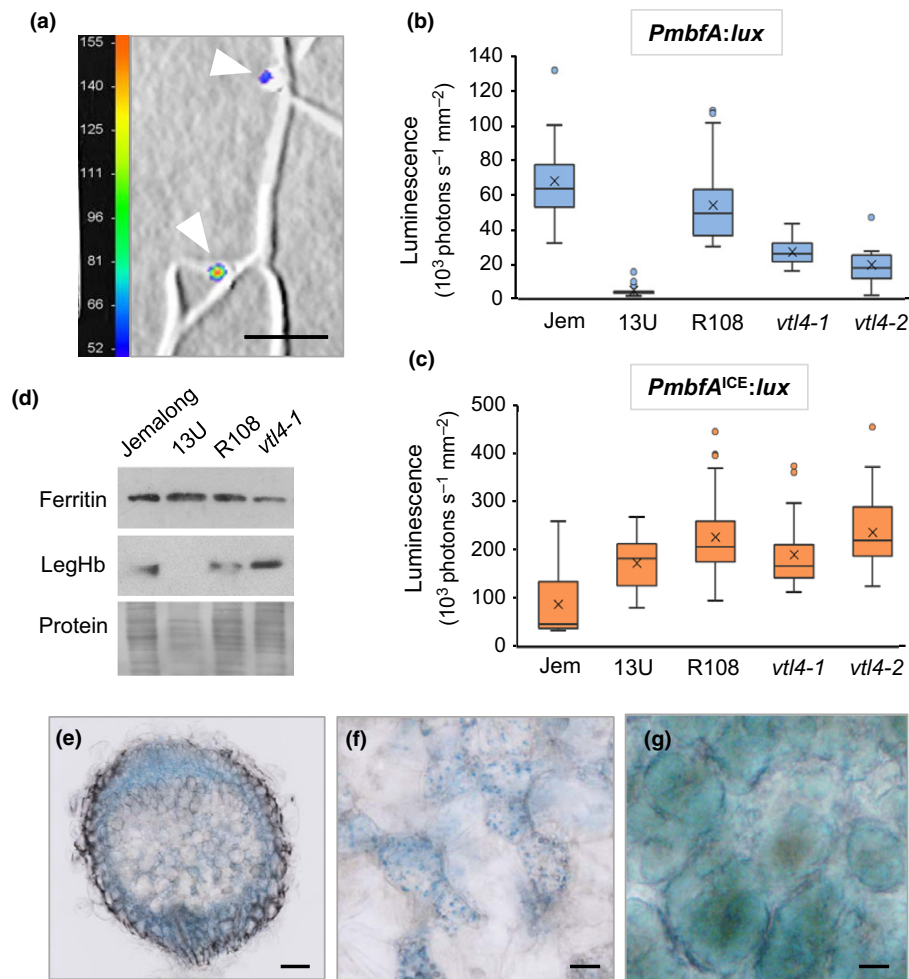 (a)
155
140
125
111
96
81
66
52
(b)
PmbfA:lux
Luminescence
(10³ photons s⁻¹ mm⁻²)
140
120
100
80
60
40
20
0
Jem 13U R108 vtl4-1 vtl4-2
(c)
PmbfAᴵᶜᴱ:lux
Luminescence
(10³ photons s⁻¹ mm⁻²)
500
400
300
200
100
0
Jem 13U R108 vtl4-1 vtl4-2
(d)
Jemalong 13U R108 vtl4-1
Ferritin
LegHb
Protein
(e)
(f)
(g)